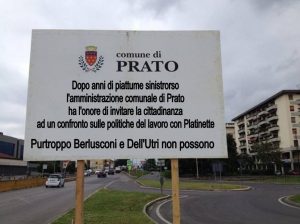 comune di
PRATO
Dopo anni di piattume sinistrorso
l'amministrazione comunale di Prato
ha l'onore di invitare la cittadinanza
ad un confronto sulle politiche del lavoro con Platinette
Purtroppo Berlusconi e Dell'Utri non possono